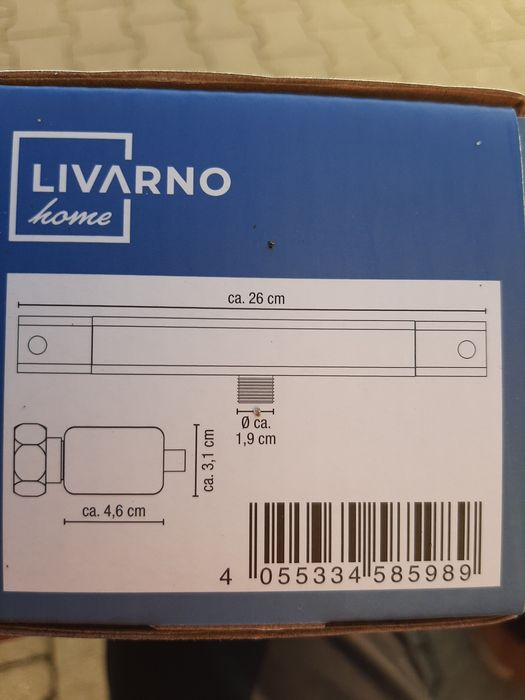 LIVARNO
home
ca. 26 cm
Ø ca.
1,9 cm
ca. 3,1 cm
ca. 4,6 cm
4 055334 585989